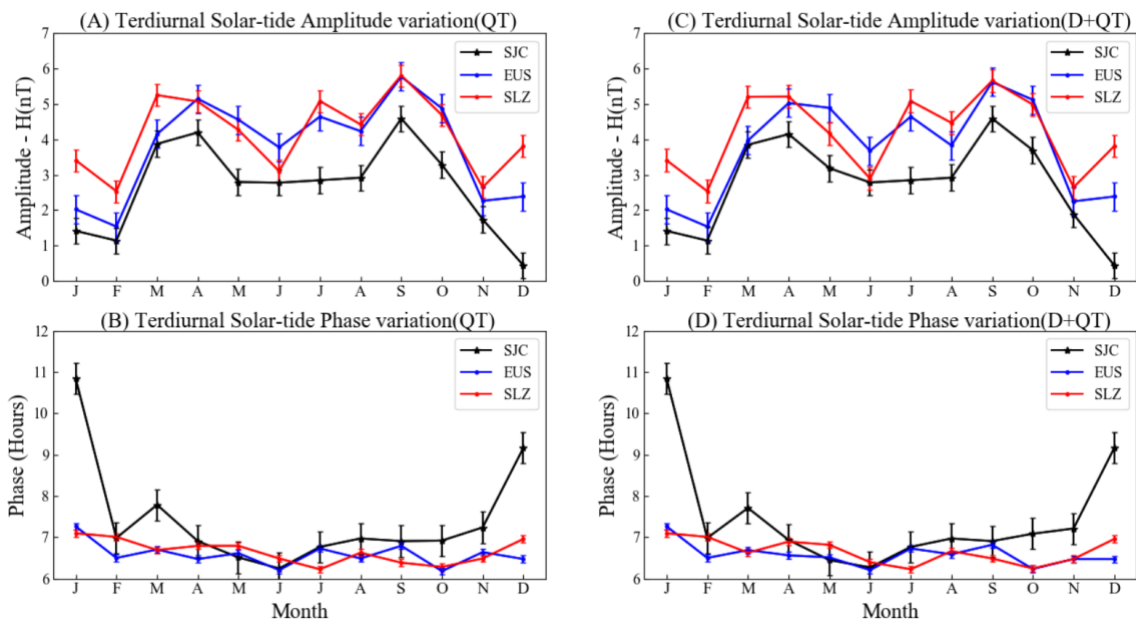 (A) Terdiurnal Solar-tide Amplitude variation(QT)
Amplitude - H(nT)
7
6
5
4
3
2
1
0
SJC
EUS
SLZ
J F M A M J J A S O N D
(C) Terdiurnal Solar-tide Amplitude variation(D+QT)
Amplitude - H(nT)
7
6
5
4
3
2
1
0
SJC
EUS
SLZ
J F M A M J J A S O N D
(B) Terdiurnal Solar-tide Phase variation(QT)
Phase (Hours)
12
11
10
9
8
7
6
SJC
EUS
SLZ
J F M A M J J A S O N D
Month
(D) Terdiurnal Solar-tide Phase variation(D+QT)
Phase (Hours)
12
11
10
9
8
7
6
SJC
EUS
SLZ
J F M A M J J A S O N D
Month